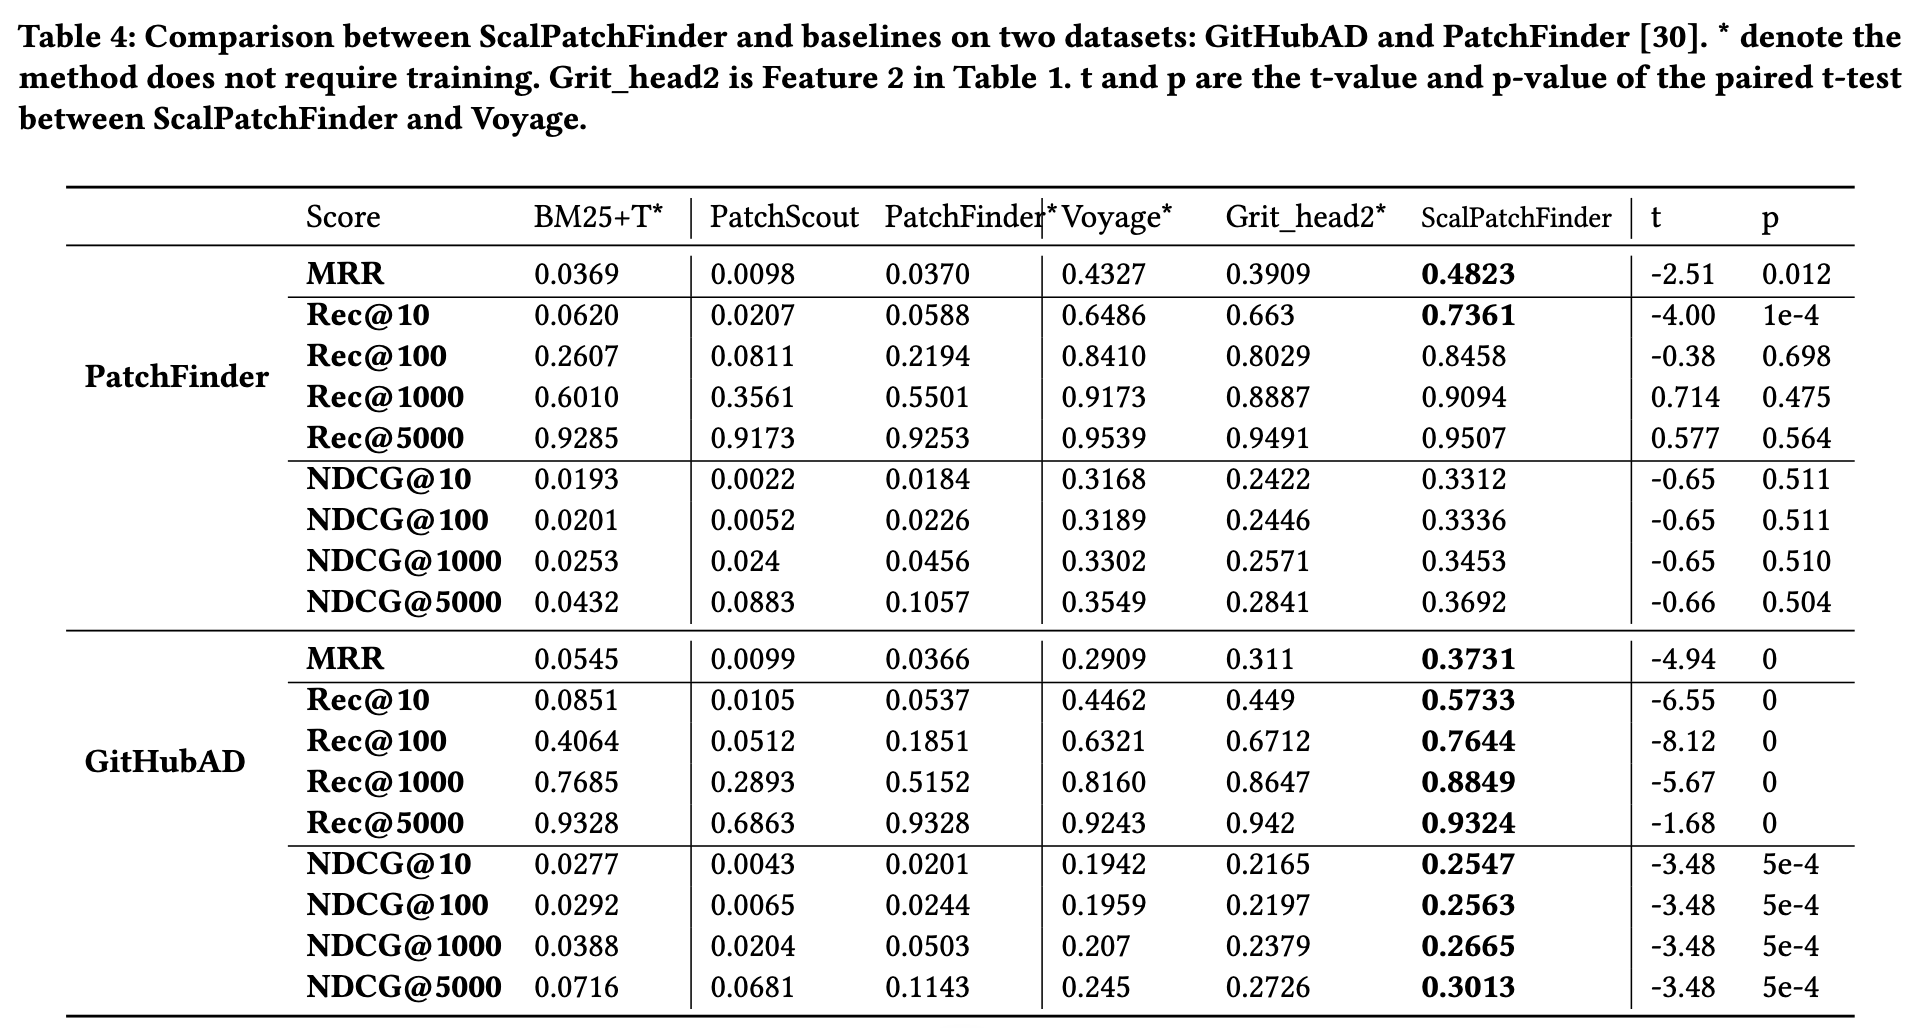 Table 4: Comparison between ScalPatchFinder and baselines on two datasets: GitHubAD and PatchFinder [30]. * denote the
method does not require training. Grit_head2 is Feature 2 in Table 1. t and p are the t-value and p-value of the paired t-test
between ScalPatchFinder and Voyage.
Score BM25+T* PatchScout PatchFinder* Voyage* Grit_head2* ScalPatchFinder t p
PatchFinder
MRR 0.0369 0.0098 0.0370 0.4327 0.3909 0.4823 -2.51 0.012
Rec@10 0.0620 0.0207 0.0588 0.6486 0.663 0.7361 -4.00 1e-4
Rec@100 0.2607 0.0811 0.2194 0.8410 0.8029 0.8458 -0.38 0.698
Rec@1000 0.6010 0.3561 0.5501 0.9173 0.8887 0.9094 0.714 0.475
Rec@5000 0.9285 0.9173 0.9253 0.9539 0.9491 0.9507 0.577 0.564
NDCG@10 0.0193 0.0022 0.0184 0.3168 0.2422 0.3312 -0.65 0.511
NDCG@100 0.0201 0.0052 0.0226 0.3189 0.2446 0.3336 -0.65 0.511
NDCG@1000 0.0253 0.024 0.0456 0.3302 0.2571 0.3453 -0.65 0.510
NDCG@5000 0.0432 0.0883 0.1057 0.3549 0.2841 0.3692 -0.66 0.504
GitHubAD
MRR 0.0545 0.0099 0.0366 0.2909 0.311 0.3731 -4.94 0
Rec@10 0.0851 0.0105 0.0537 0.4462 0.449 0.5733 -6.55 0
Rec@100 0.4064 0.0512 0.1851 0.6321 0.6712 0.7644 -8.12 0
Rec@1000 0.7685 0.2893 0.5152 0.8160 0.8647 0.8849 -5.67 0
Rec@5000 0.9328 0.6863 0.9328 0.9243 0.942 0.9324 -1.68 0
NDCG@10 0.0277 0.0043 0.0201 0.1942 0.2165 0.2547 -3.48 5e-4
NDCG@100 0.0292 0.0065 0.0244 0.1959 0.2197 0.2563 -3.48 5e-4
NDCG@1000 0.0388 0.0204 0.0503 0.207 0.2379 0.2665 -3.48 5e-4
NDCG@5000 0.0716 0.0681 0.1143 0.245 0.2726 0.3013 -3.48 5e-4